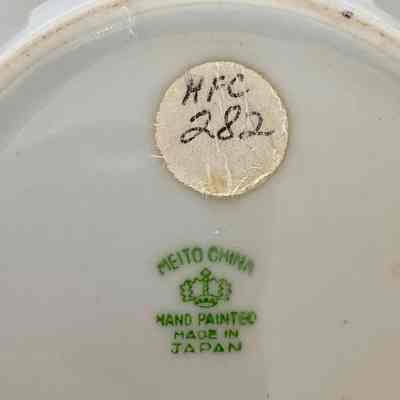 HFC
282
MEITO CHINA
HAND PAINTED
MADE IN
JAPAN